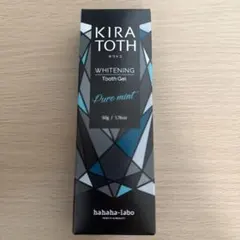 KIRA
TOTH
WHITENING
Tooth Gel
Pure mint
hahaha-labo